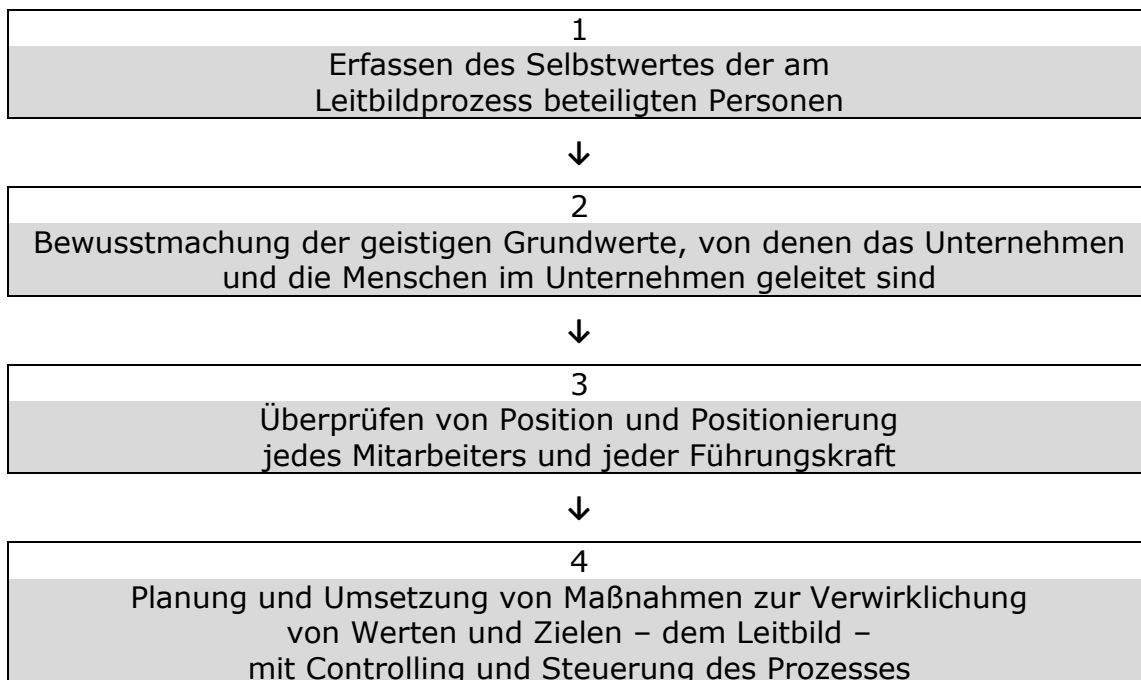 1
Erfassen des Selbstwertes der am
Leitbildprozess beteiligten Personen
↓
2
Bewusstmachung der geistigen Grundwerte, von denen das Unternehmen
und die Menschen im Unternehmen geleitet sind
↓
3
Überprüfen von Position und Positionierung
jedes Mitarbeiters und jeder Führungskraft
↓
4
Planung und Umsetzung von Maßnahmen zur Verwirklichung
von Werten und Zielen – dem Leitbild –
mit Controlling und Steuerung des Prozesses